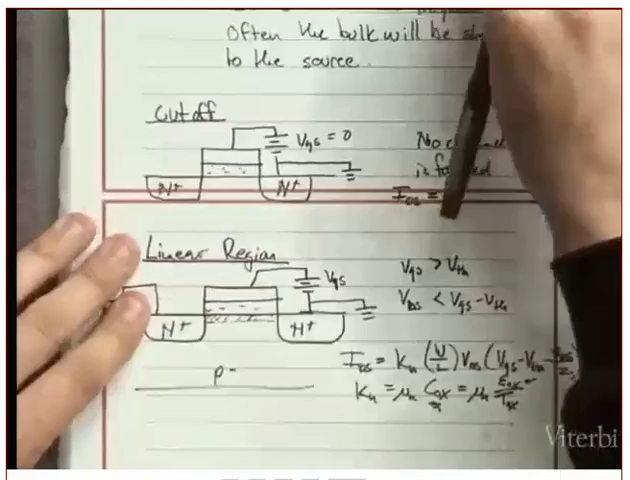 Often the bulk will be
to the source.
Cutoff
Vgs = 0
No
is formed
IDS =
N+ N+
Linear Region
Vgs
Vgs > Vth
VDS < Vgs - Vth
N+ N+
IDS = Kn (W/L) VDS (Vgs - Vth -
P-
Kn = μn Cox = μn εox/Tox
Viterbi